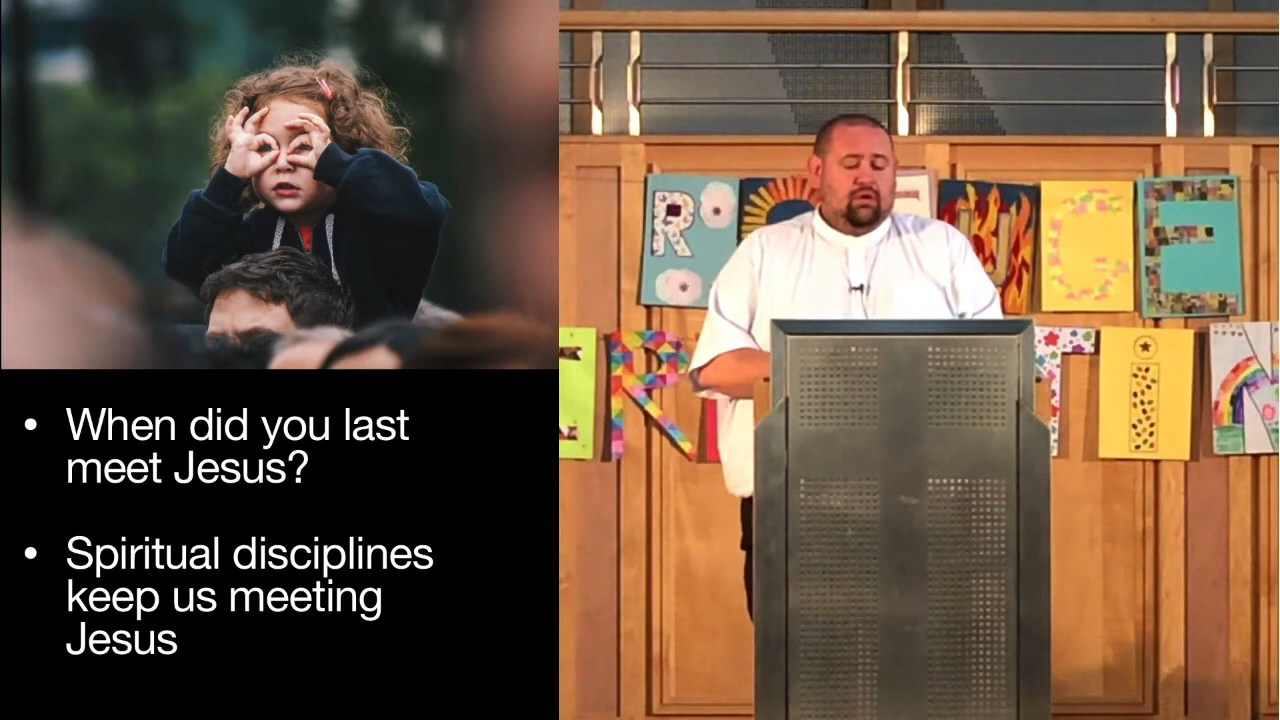 • When did you last
meet Jesus?
• Spiritual disciplines
keep us meeting
Jesus
R G E
R I